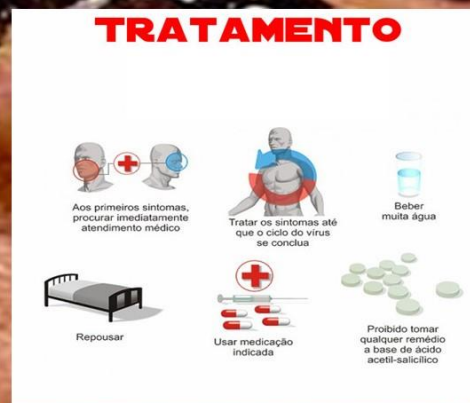 TRATAMENTO
Aos primeiros sintomas,
procurar imediatamente
atendimento médico
Tratar os sintomas até
que o ciclo do vírus
se conclua
Beber
muita água
Repousar
Usar medicação
indicada
Proibido tomar
qualquer remédio
a base de ácido
acetil-salicílico